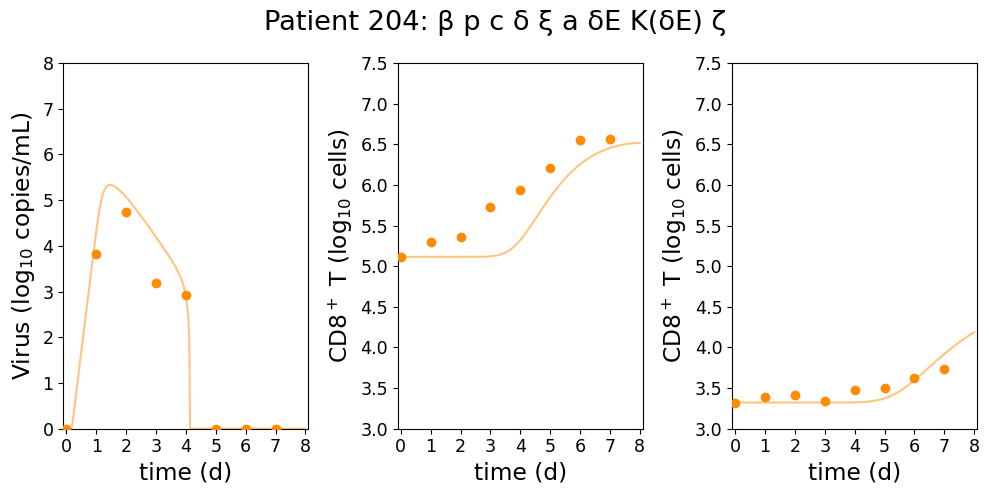 Patient 204: β p c δ ξ a δE K(δE) ζ
Virus (log₁₀ copies/mL)
8
7
6
5
4
3
2
1
0
0 1 2 3 4 5 6 7 8
time (d)
CD8⁺ T (log₁₀ cells)
7.5
7.0
6.5
6.0
5.5
5.0
4.5
4.0
3.5
3.0
0 1 2 3 4 5 6 7 8
time (d)
CD8⁺ T (log₁₀ cells)
7.5
7.0
6.5
6.0
5.5
5.0
4.5
4.0
3.5
3.0
0 1 2 3 4 5 6 7 8
time (d)